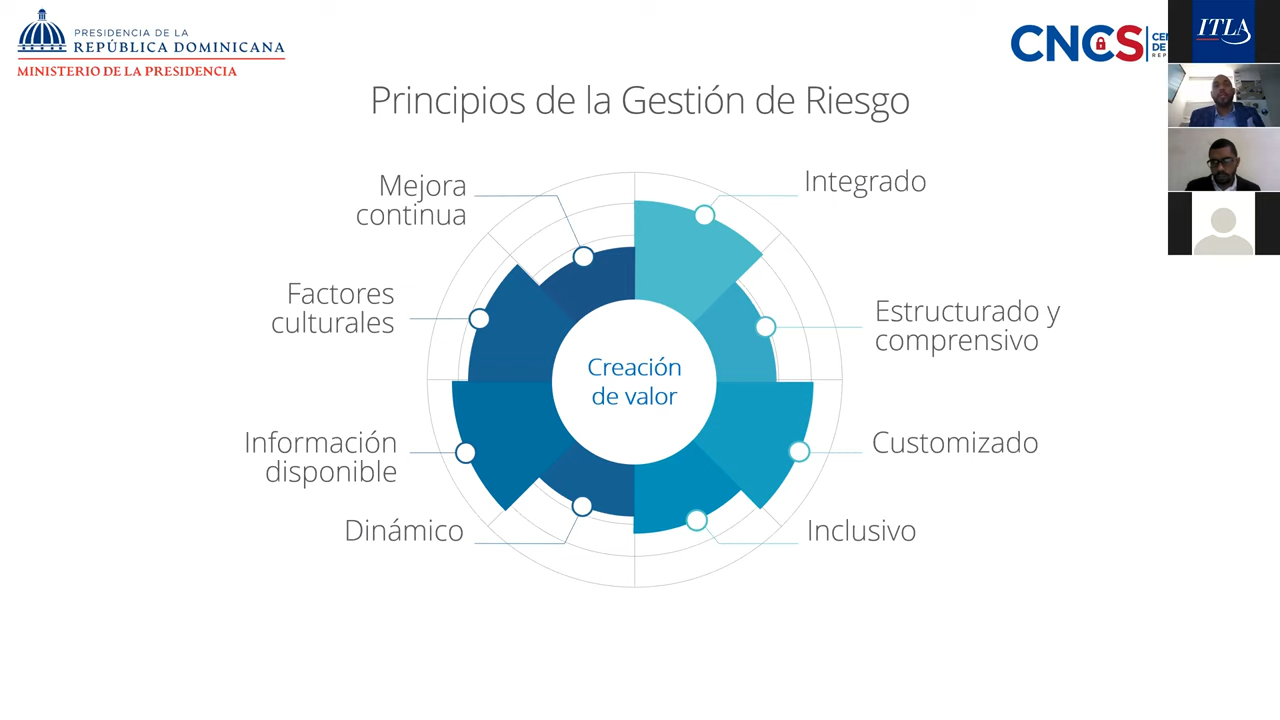 PRESIDENCIA DE LA
REPÚBLICA DOMINICANA
MINISTERIO DE LA PRESIDENCIA
CNCS
ITLA
Principios de la Gestión de Riesgo
Mejora
continua
Integrado
Factores
culturales
Estructurado y
comprensivo
Creación
de valor
Información
disponible
Customizado
Dinámico
Inclusivo